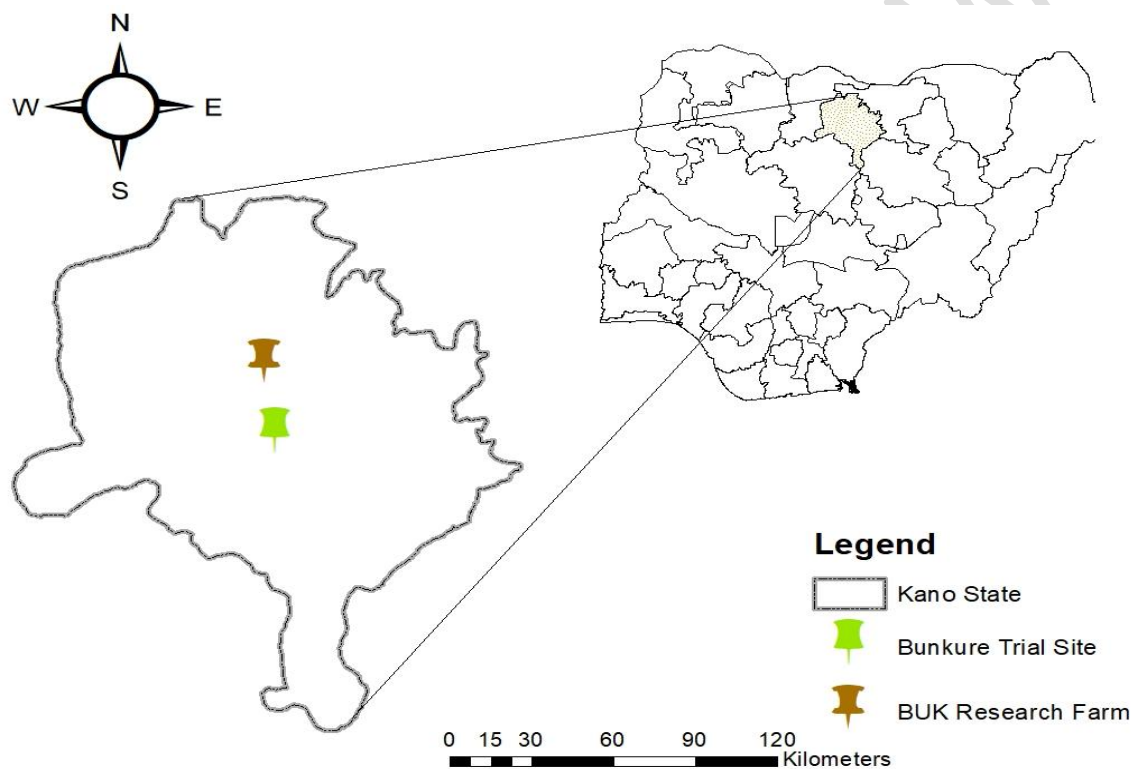 N
W E
S
Legend
Kano State
Bunkure Trial Site
BUK Research Farm
0 15 30 60 90 120
Kilometers